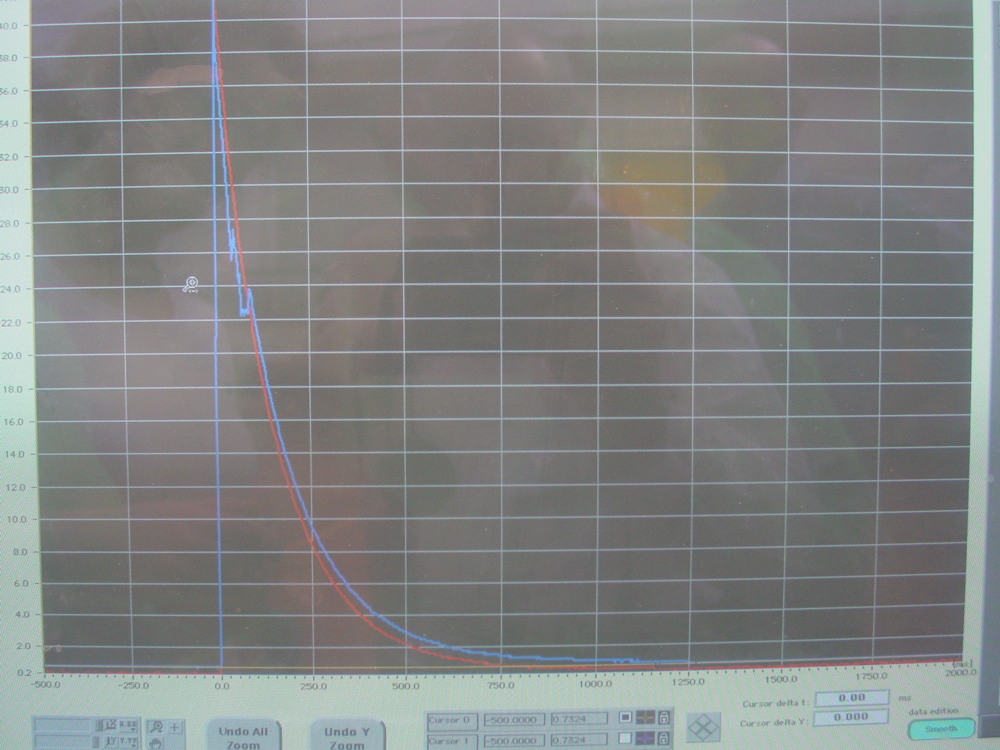 40.0
38.0
36.0
34.0
32.0
30.0
28.0
26.0
24.0
22.0
20.0
18.0
16.0
14.0
12.0
10.0
8.0
6.0
4.0
2.0
0.2
-500.0 -250.0 0.0 250.0 500.0 750.0 1000.0 1250.0 1500.0 1750.0 2000.0
[ms]
Cursor delta t: 0.00 ms
Cursor delta Y: 0.000
data edition
Smooth
Undo All Zoom
Undo Y Zoom
Cursor 0 -500.0000 0.7324
Cursor 1 -500.0000 0.7324